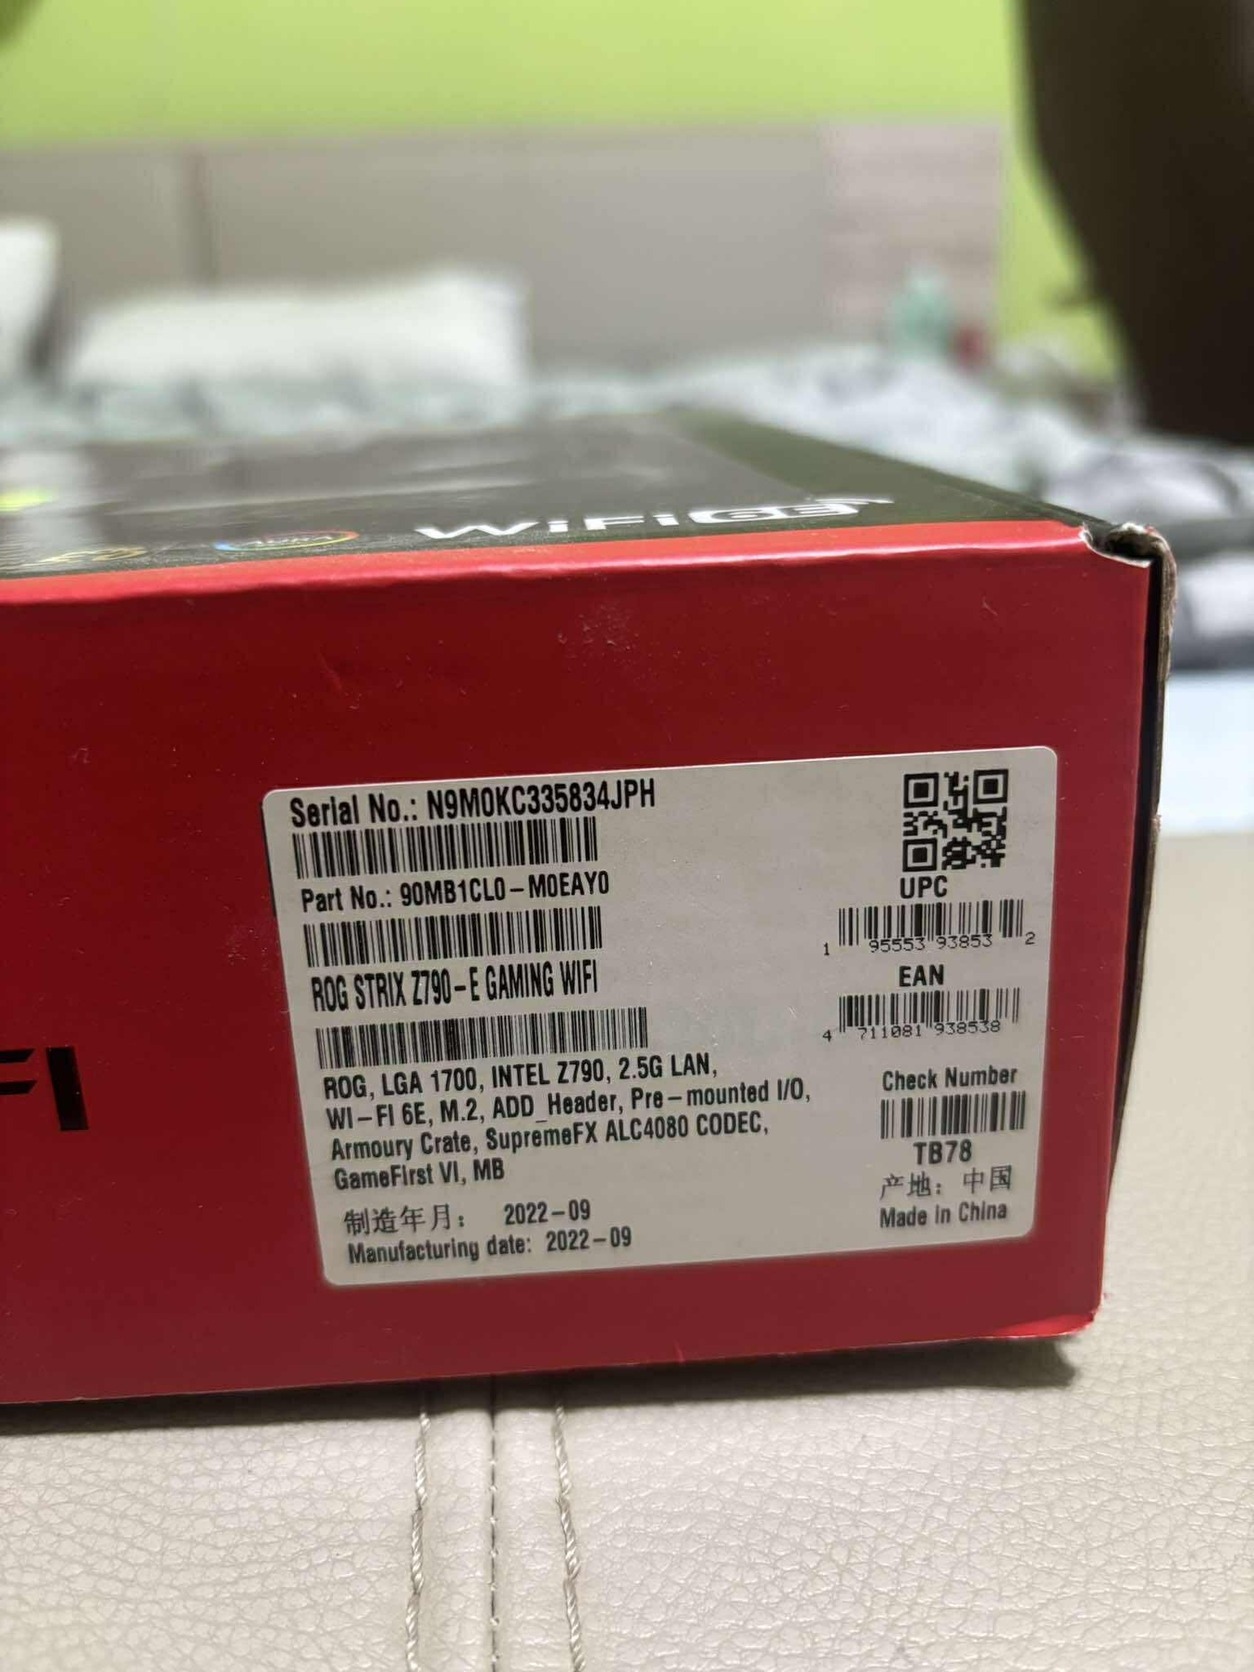 WiFi 6E
FI
Serial No.: N9M0KC335834JPH
Part No.: 90MB1CL0-M0EAY0
ROG STRIX Z790-E GAMING WIFI
ROG, LGA 1700, INTEL Z790, 2.5G LAN,
WI-FI 6E, M.2, ADD_Header, Pre-mounted I/O,
Armoury Crate, SupremeFX ALC4080 CODEC,
GameFirst VI, MB
制造年月: 2022-09
Manufacturing date: 2022-09
UPC
1 95553 93853 2
EAN
4 711081 938538
Check Number
TB78
产地: 中国
Made in China